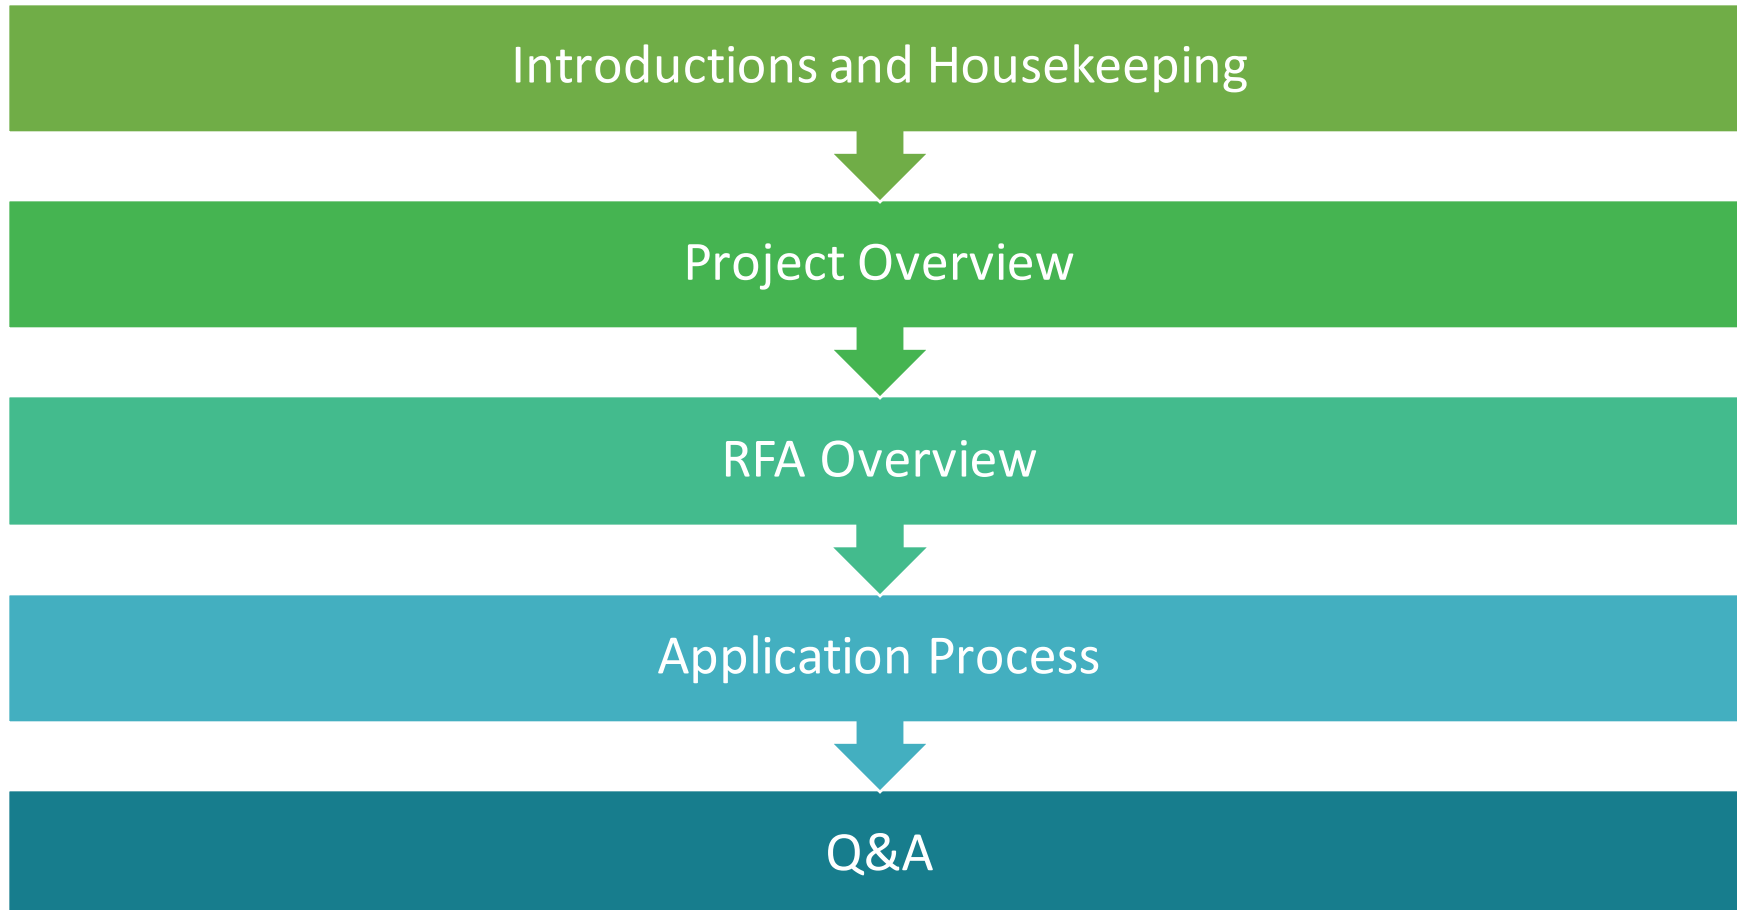 Introductions and Housekeeping
Project Overview
RFA Overview
Application Process
Q&A